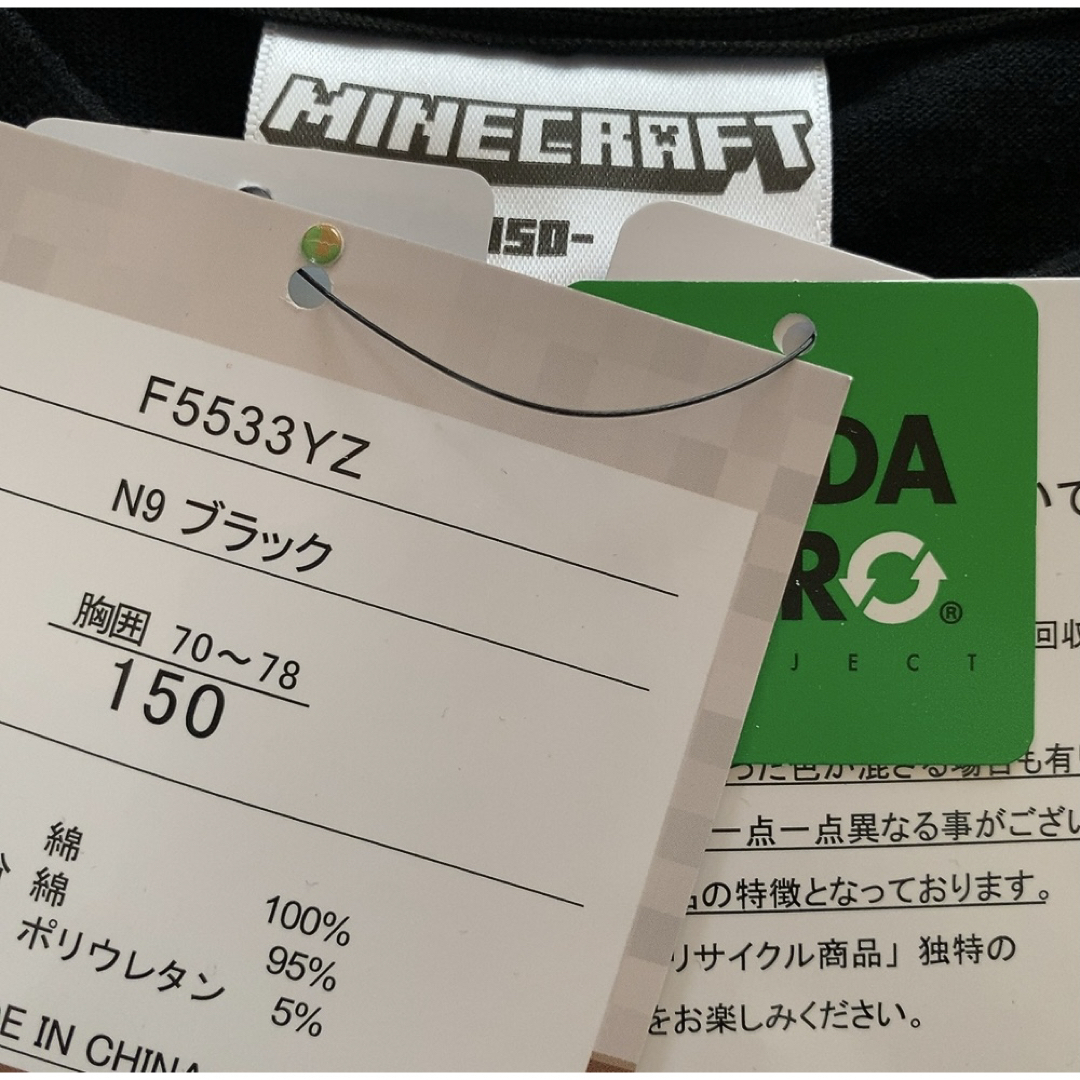 MINECRAFT
150-
F5533YZ
N9 ブラック
胸囲 70～78
150
綿 100%
綿 95%
ポリウレタン 5%
IN CHINA
DA
R
®
J E C T
回収
色が混ざる場合も有
一点一点異なる事がござい
の特徴となっております。
リサイクル商品」独特の
をお楽しみください。